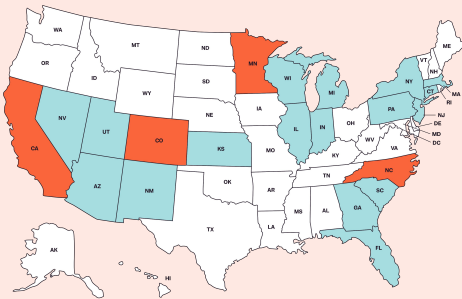 WA
MT
ND
MN
ME
VT
NH
OR
ID
SD
WI
NY
MA
RI
CT
WY
MI
IA
PA
NJ
NE
OH
DE
MD
DC
NV
UT
CO
IL
IN
WV
VA
CA
KS
MO
KY
NC
TN
AZ
NM
OK
AR
SC
MS
AL
GA
TX
LA
FL
AK
HI